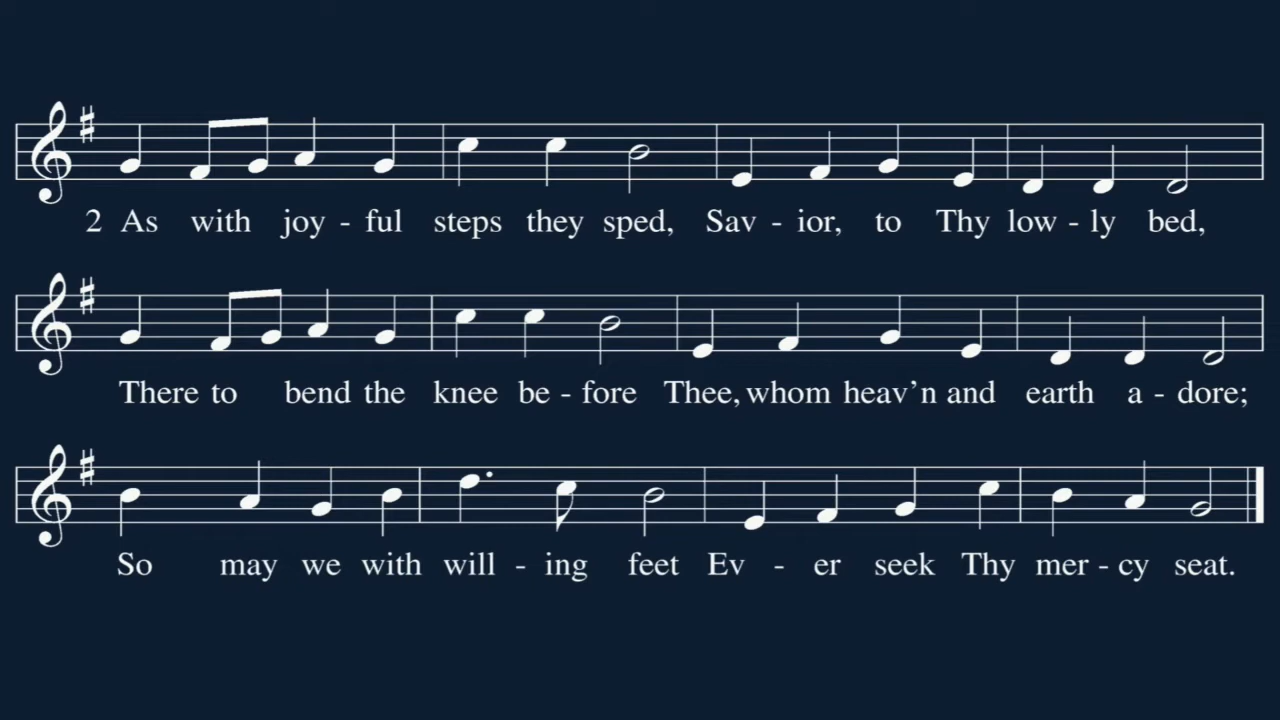 2 As with joy - ful steps they sped, Sav - ior, to Thy low - ly bed,
There to bend the knee be - fore Thee, whom heav’n and earth a - dore;
So may we with will - ing feet Ev - er seek Thy mer - cy seat.